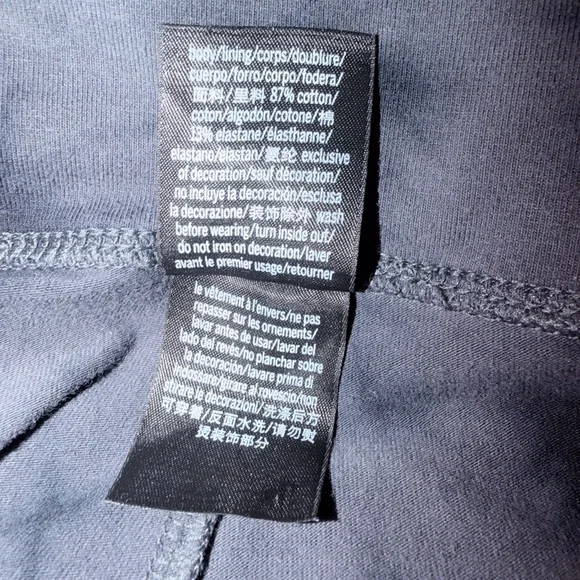 body/lining/corps/doublure/
cuerpo/forro/corpo/fodera/
面料/里料 87% cotton/
coton/algodón/cotone/棉
13% elastane/élasthanne/
elastano/elastan/氨纶 exclusive
of decoration/sauf décoration/
no incluye la decoración/esclusa
la decorazione/装饰除外 wash
before wearing/turn inside out/
do not iron on decoration/laver
avant le premier usage/retourner
le vêtement à l'envers/ne pas
repasser sur les ornements/
lavar antes de usar/lavar del
lado del revés/no planchar sobre
la decoración/lavare prima di
indossare/girare al rovescio/non
stirare le decorazioni/洗涤后方
可穿着/反面水洗/请勿熨
烫装饰部分